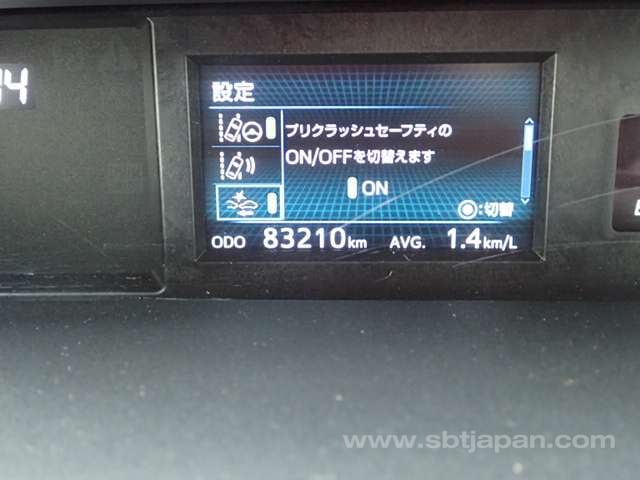 設定
プリクラッシュセーフティの
ON/OFFを切替えます
ON
:切替
ODO 83210km AVG. 1.4km/L
www.sbtjapan.com